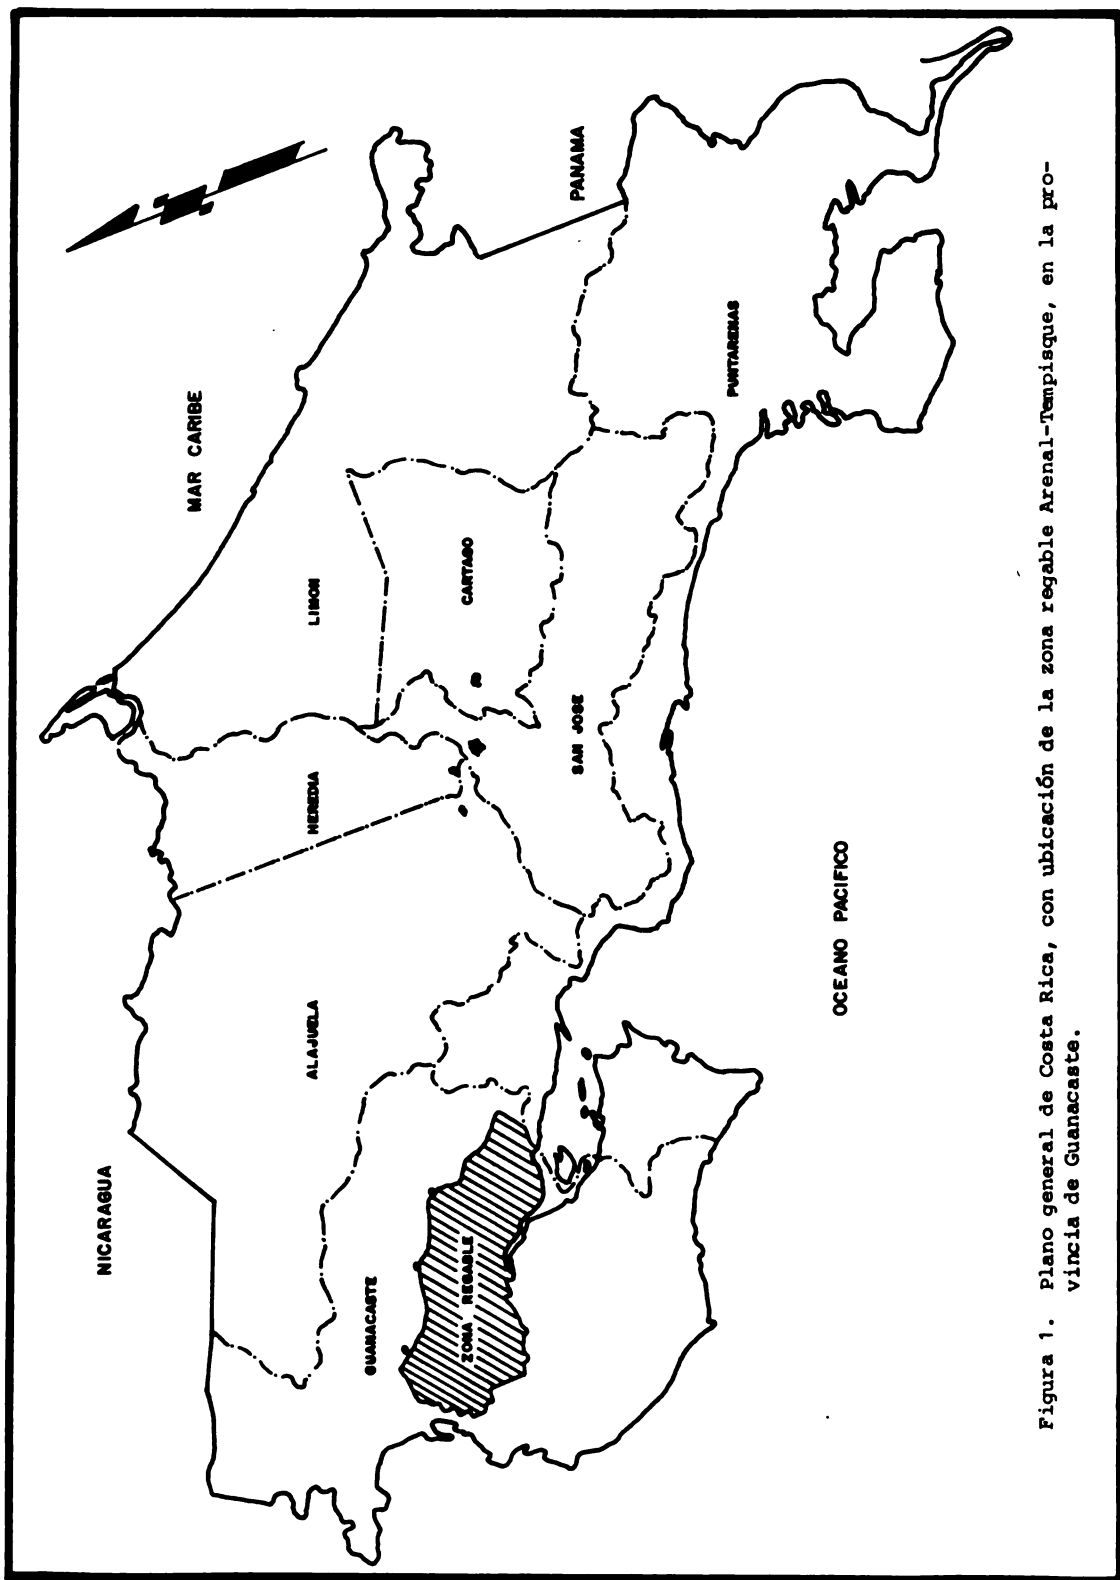 NICARAGUA
MAR CARIBE
PANAMA
GUANACASTE
ALAJUELA
HEREDIA
LIMON
ZONA REGABLE
CARTAGO
SAN JOSE
PUNTARENAS
OCEANO PACIFICO
Figura 1. Plano general de Costa Rica, con ubicación de la zona regable Arenal-Tempisque, en la pro-
vincia de Guanacaste.